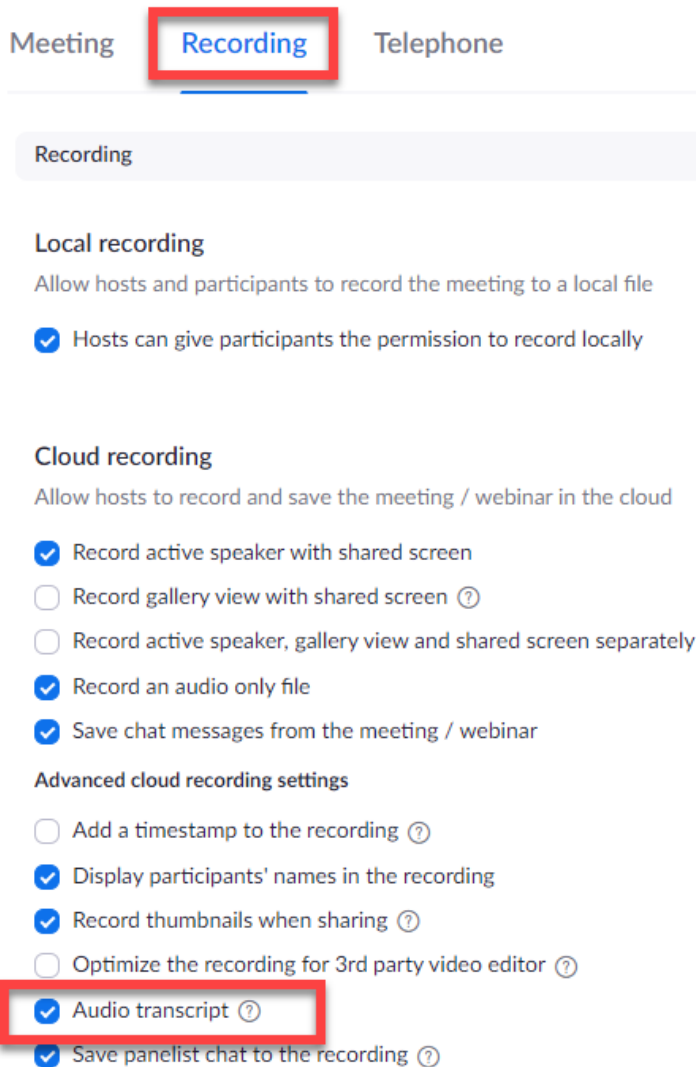 Meeting Recording Telephone
Recording
Local recording
Allow hosts and participants to record the meeting to a local file
Hosts can give participants the permission to record locally
Cloud recording
Allow hosts to record and save the meeting / webinar in the cloud
Record active speaker with shared screen
Record gallery view with shared screen ?
Record active speaker, gallery view and shared screen separately
Record an audio only file
Save chat messages from the meeting / webinar
Advanced cloud recording settings
Add a timestamp to the recording ?
Display participants' names in the recording
Record thumbnails when sharing ?
Optimize the recording for 3rd party video editor ?
Audio transcript ?
Save panelist chat to the recording ?